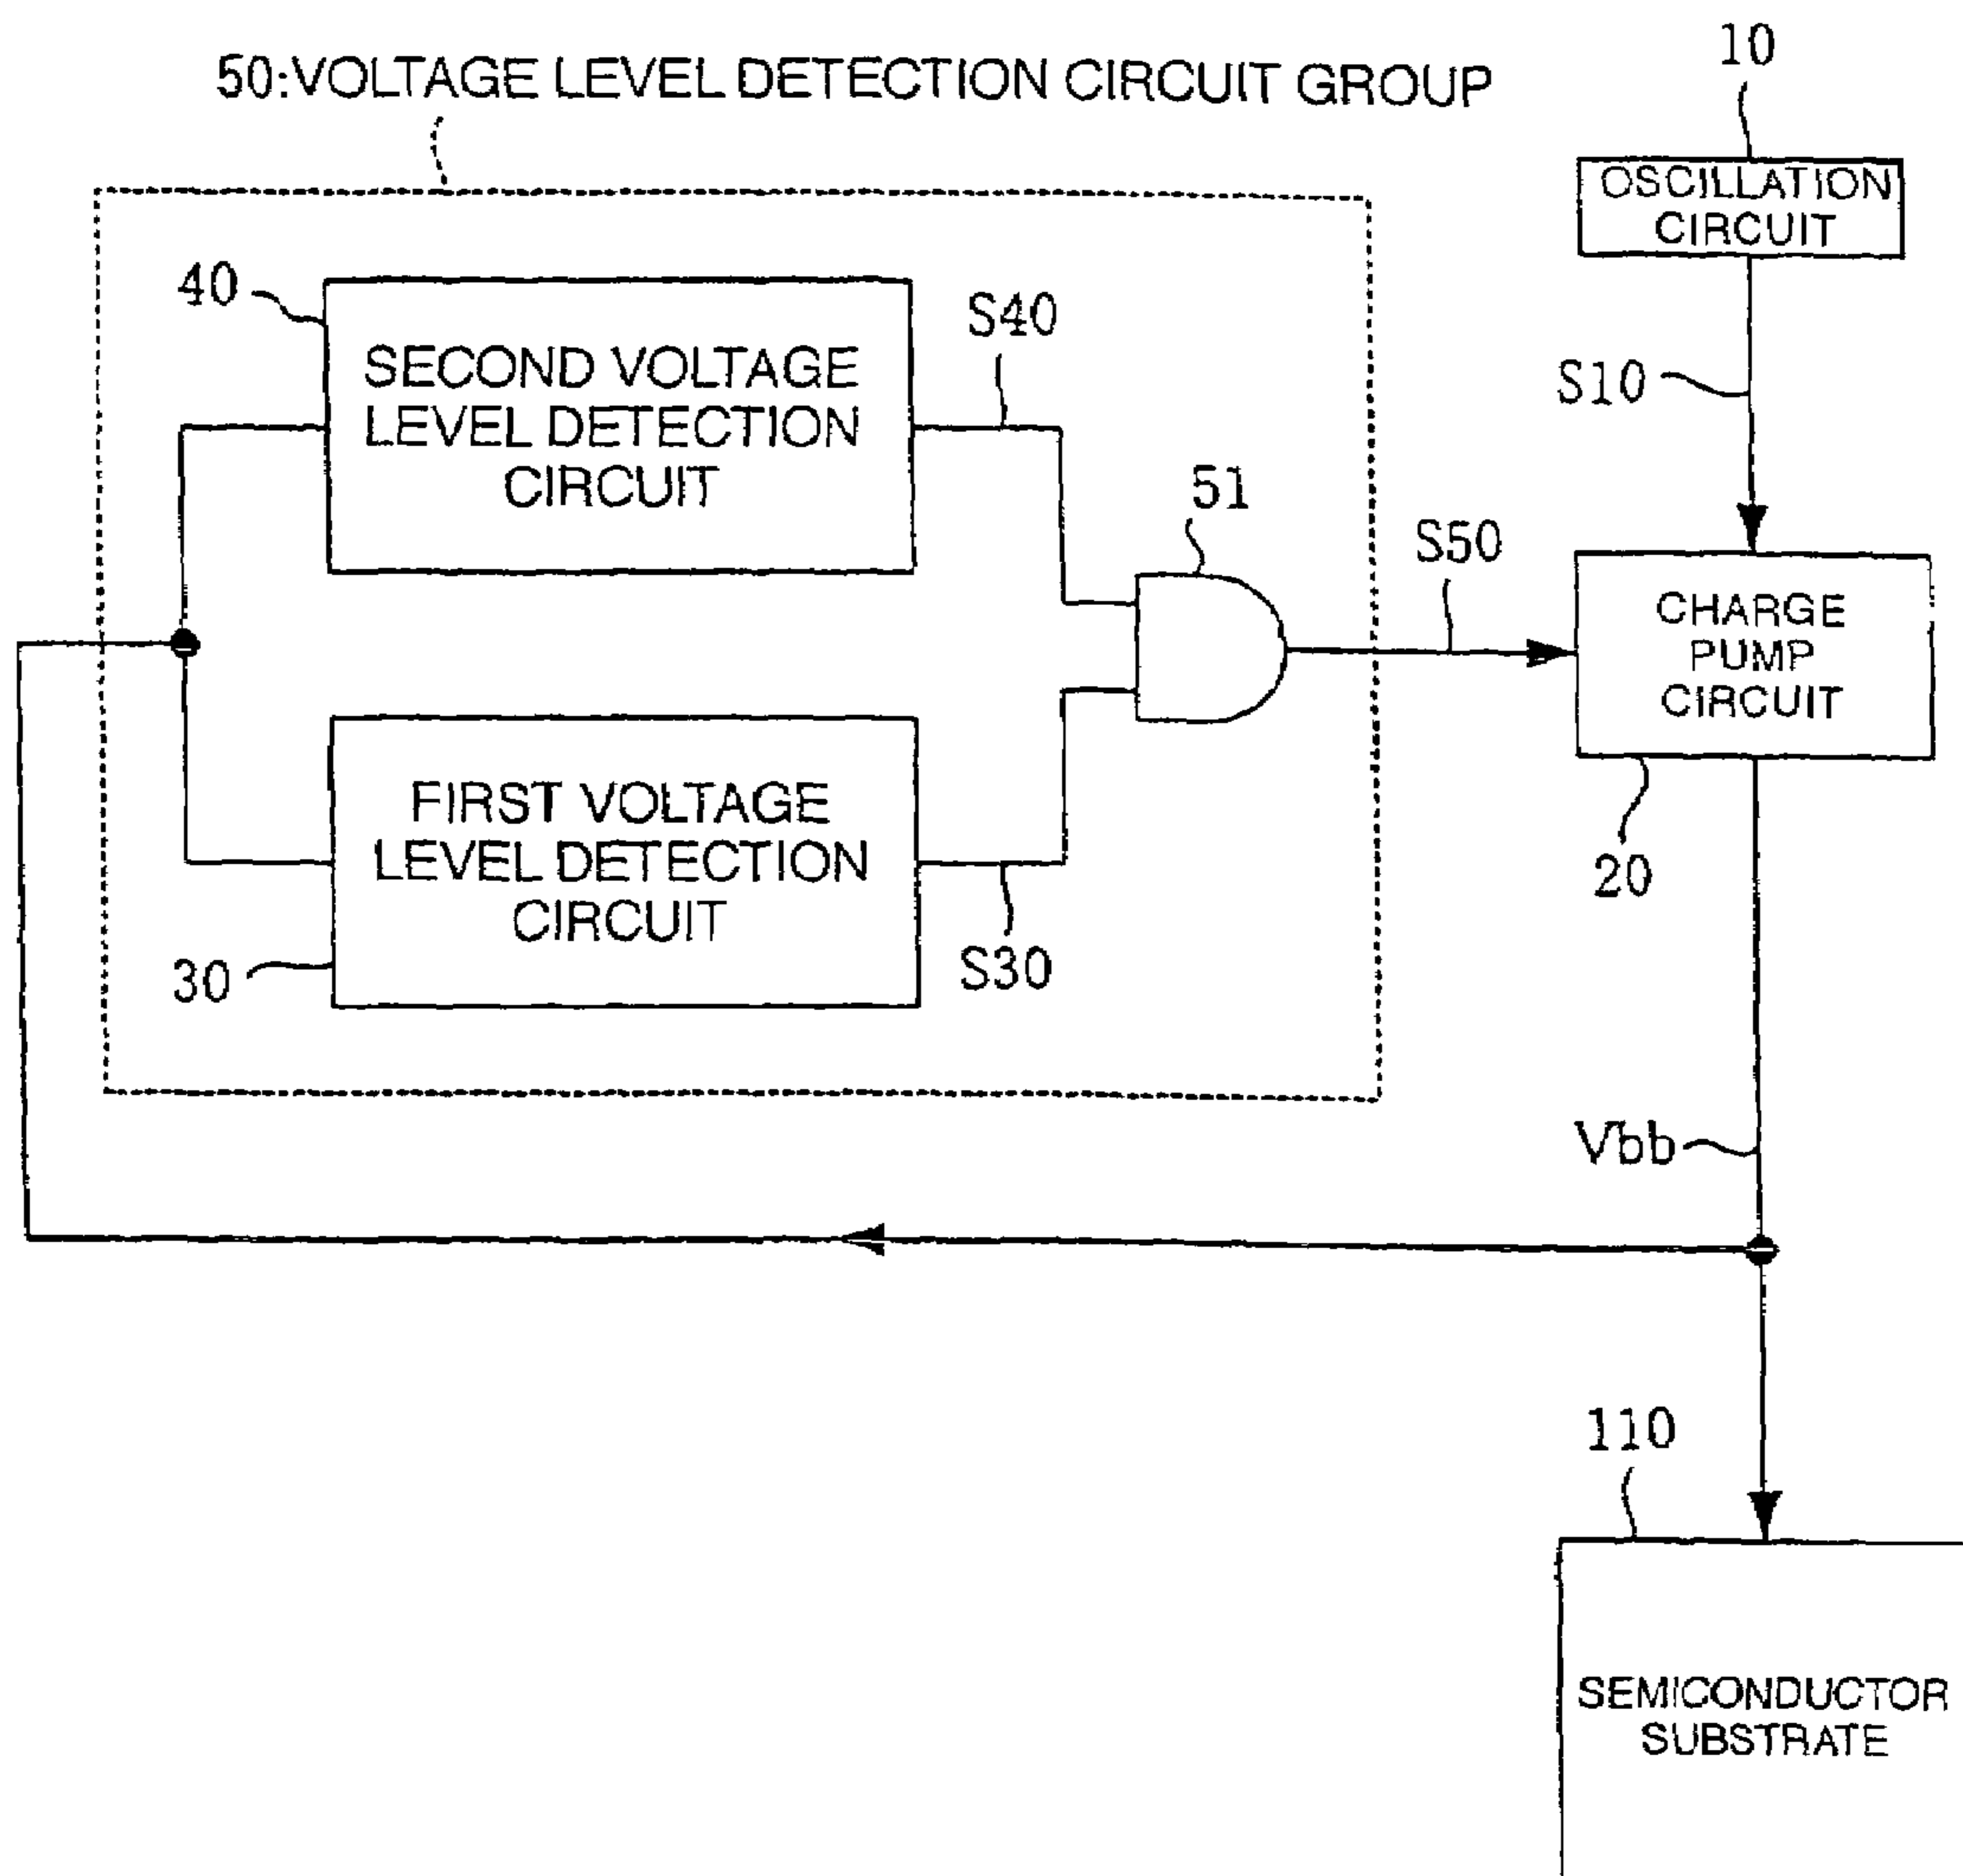 50:VOLTAGE LEVEL DETECTION CIRCUIT GROUP
10
OSCILLATION
CIRCUIT
40
SECOND VOLTAGE
LEVEL DETECTION
CIRCUIT
S40
S10
51
S50
CHARGE
PUMP
CIRCUIT
20
FIRST VOLTAGE
LEVEL DETECTION
CIRCUIT
30
S30
Vbb
110
SEMICONDUCTOR
SUBSTRATE